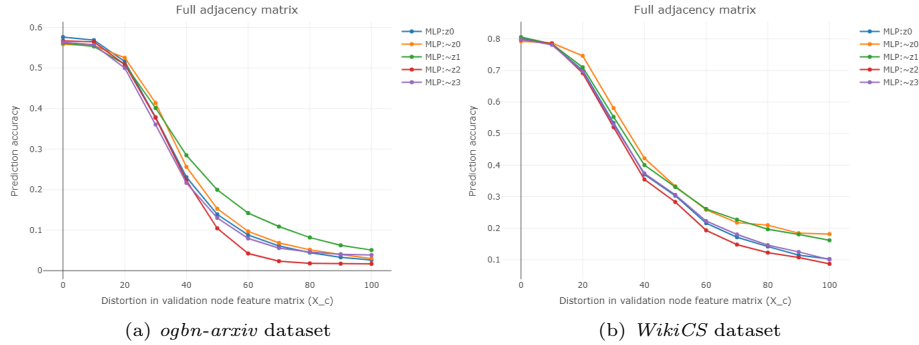 Full adjacency matrix
0.6
0.5
0.4
0.3
0.2
0.1
0
Prediction accuracy
0 20 40 60 80 100
Distortion in validation node feature matrix (X_c)
MLP:z0
MLP:~z0
MLP:~z1
MLP:~z2
MLP:~z3
(a) ogbn-arxiv dataset
Full adjacency matrix
0.8
0.7
0.6
0.5
0.4
0.3
0.2
0.1
Prediction accuracy
0 20 40 60 80 100
Distortion in validation node feature matrix (X_c)
MLP:z0
MLP:~z0
MLP:~z1
MLP:~z2
MLP:~z3
(b) WikiCS dataset